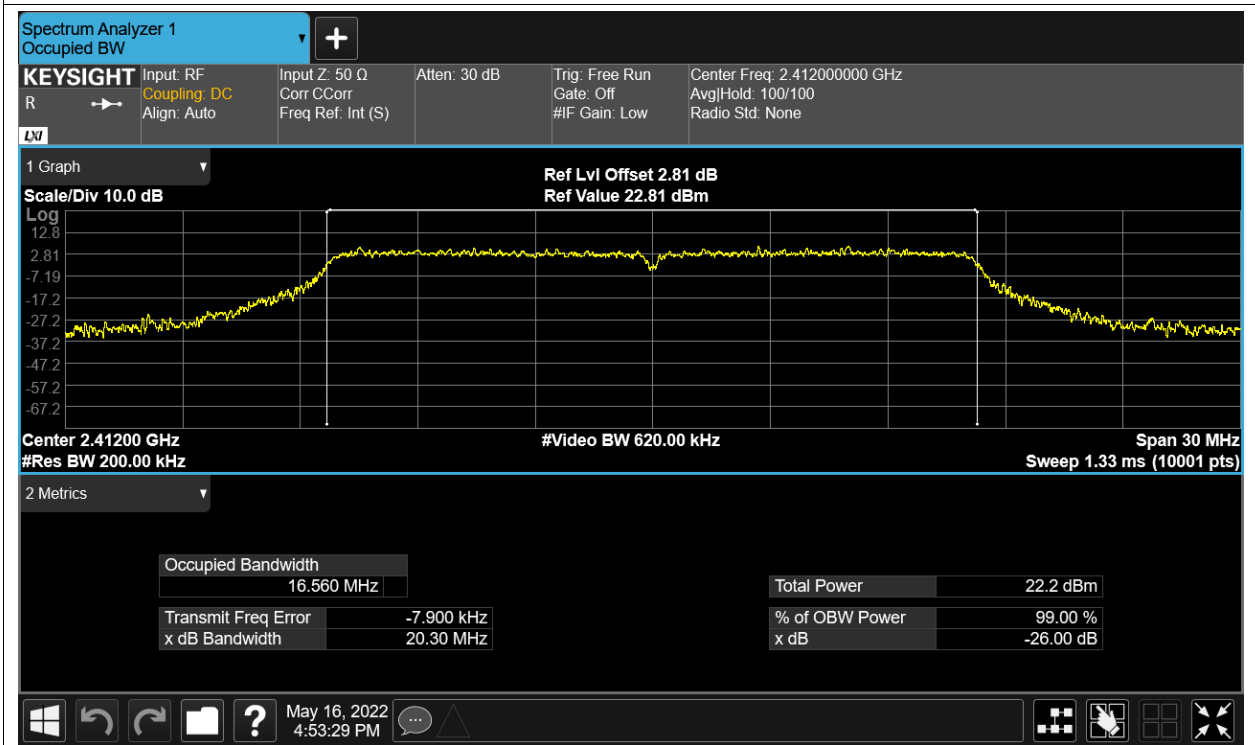 Spectrum Analyzer 1
Occupied BW
KEYSIGHT
R
LXI
Input: RF
Coupling: DC
Align: Auto
Input Z: 50 Ω
Corr CCorr
Freq Ref: Int (S)
Atten: 30 dB
Trig: Free Run
Gate: Off
#IF Gain: Low
Center Freq: 2.412000000 GHz
Avg|Hold: 100/100
Radio Std: None
1 Graph
Scale/Div 10.0 dB
Ref Lvl Offset 2.81 dB
Ref Value 22.81 dBm
Log
12.8
2.81
-7.19
-17.2
-27.2
-37.2
-47.2
-57.2
-67.2
Center 2.41200 GHz
#Video BW 620.00 kHz
Span 30 MHz
#Res BW 200.00 kHz
Sweep 1.33 ms (10001 pts)
2 Metrics
Occupied Bandwidth
16.560 MHz
Total Power 22.2 dBm
Transmit Freq Error -7.900 kHz
% of OBW Power 99.00 %
x dB Bandwidth 20.30 MHz
x dB -26.00 dB
?
May 16, 2022
4:53:29 PM